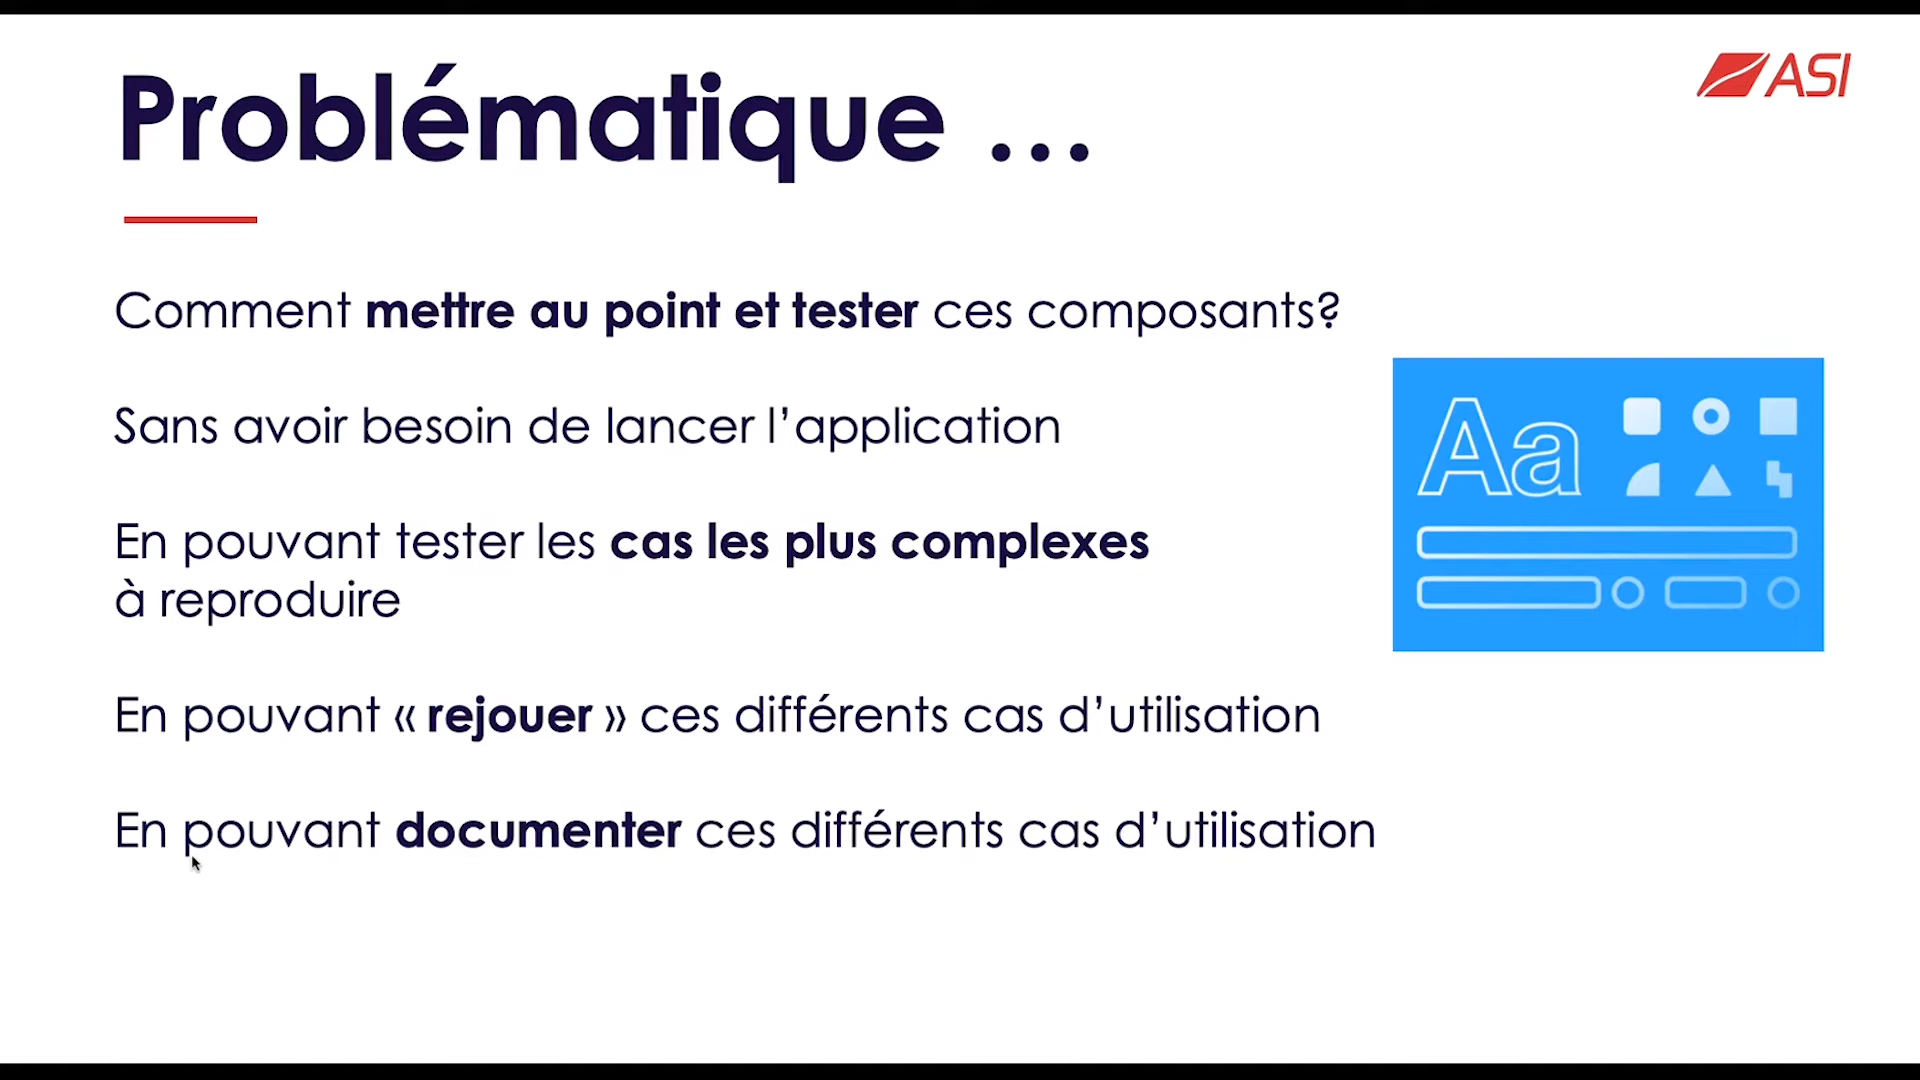 Problématique ...
ASI
Comment mettre au point et tester ces composants?
Sans avoir besoin de lancer l’application
En pouvant tester les cas les plus complexes
à reproduire
En pouvant « rejouer » ces différents cas d’utilisation
En pouvant documenter ces différents cas d’utilisation
Aa